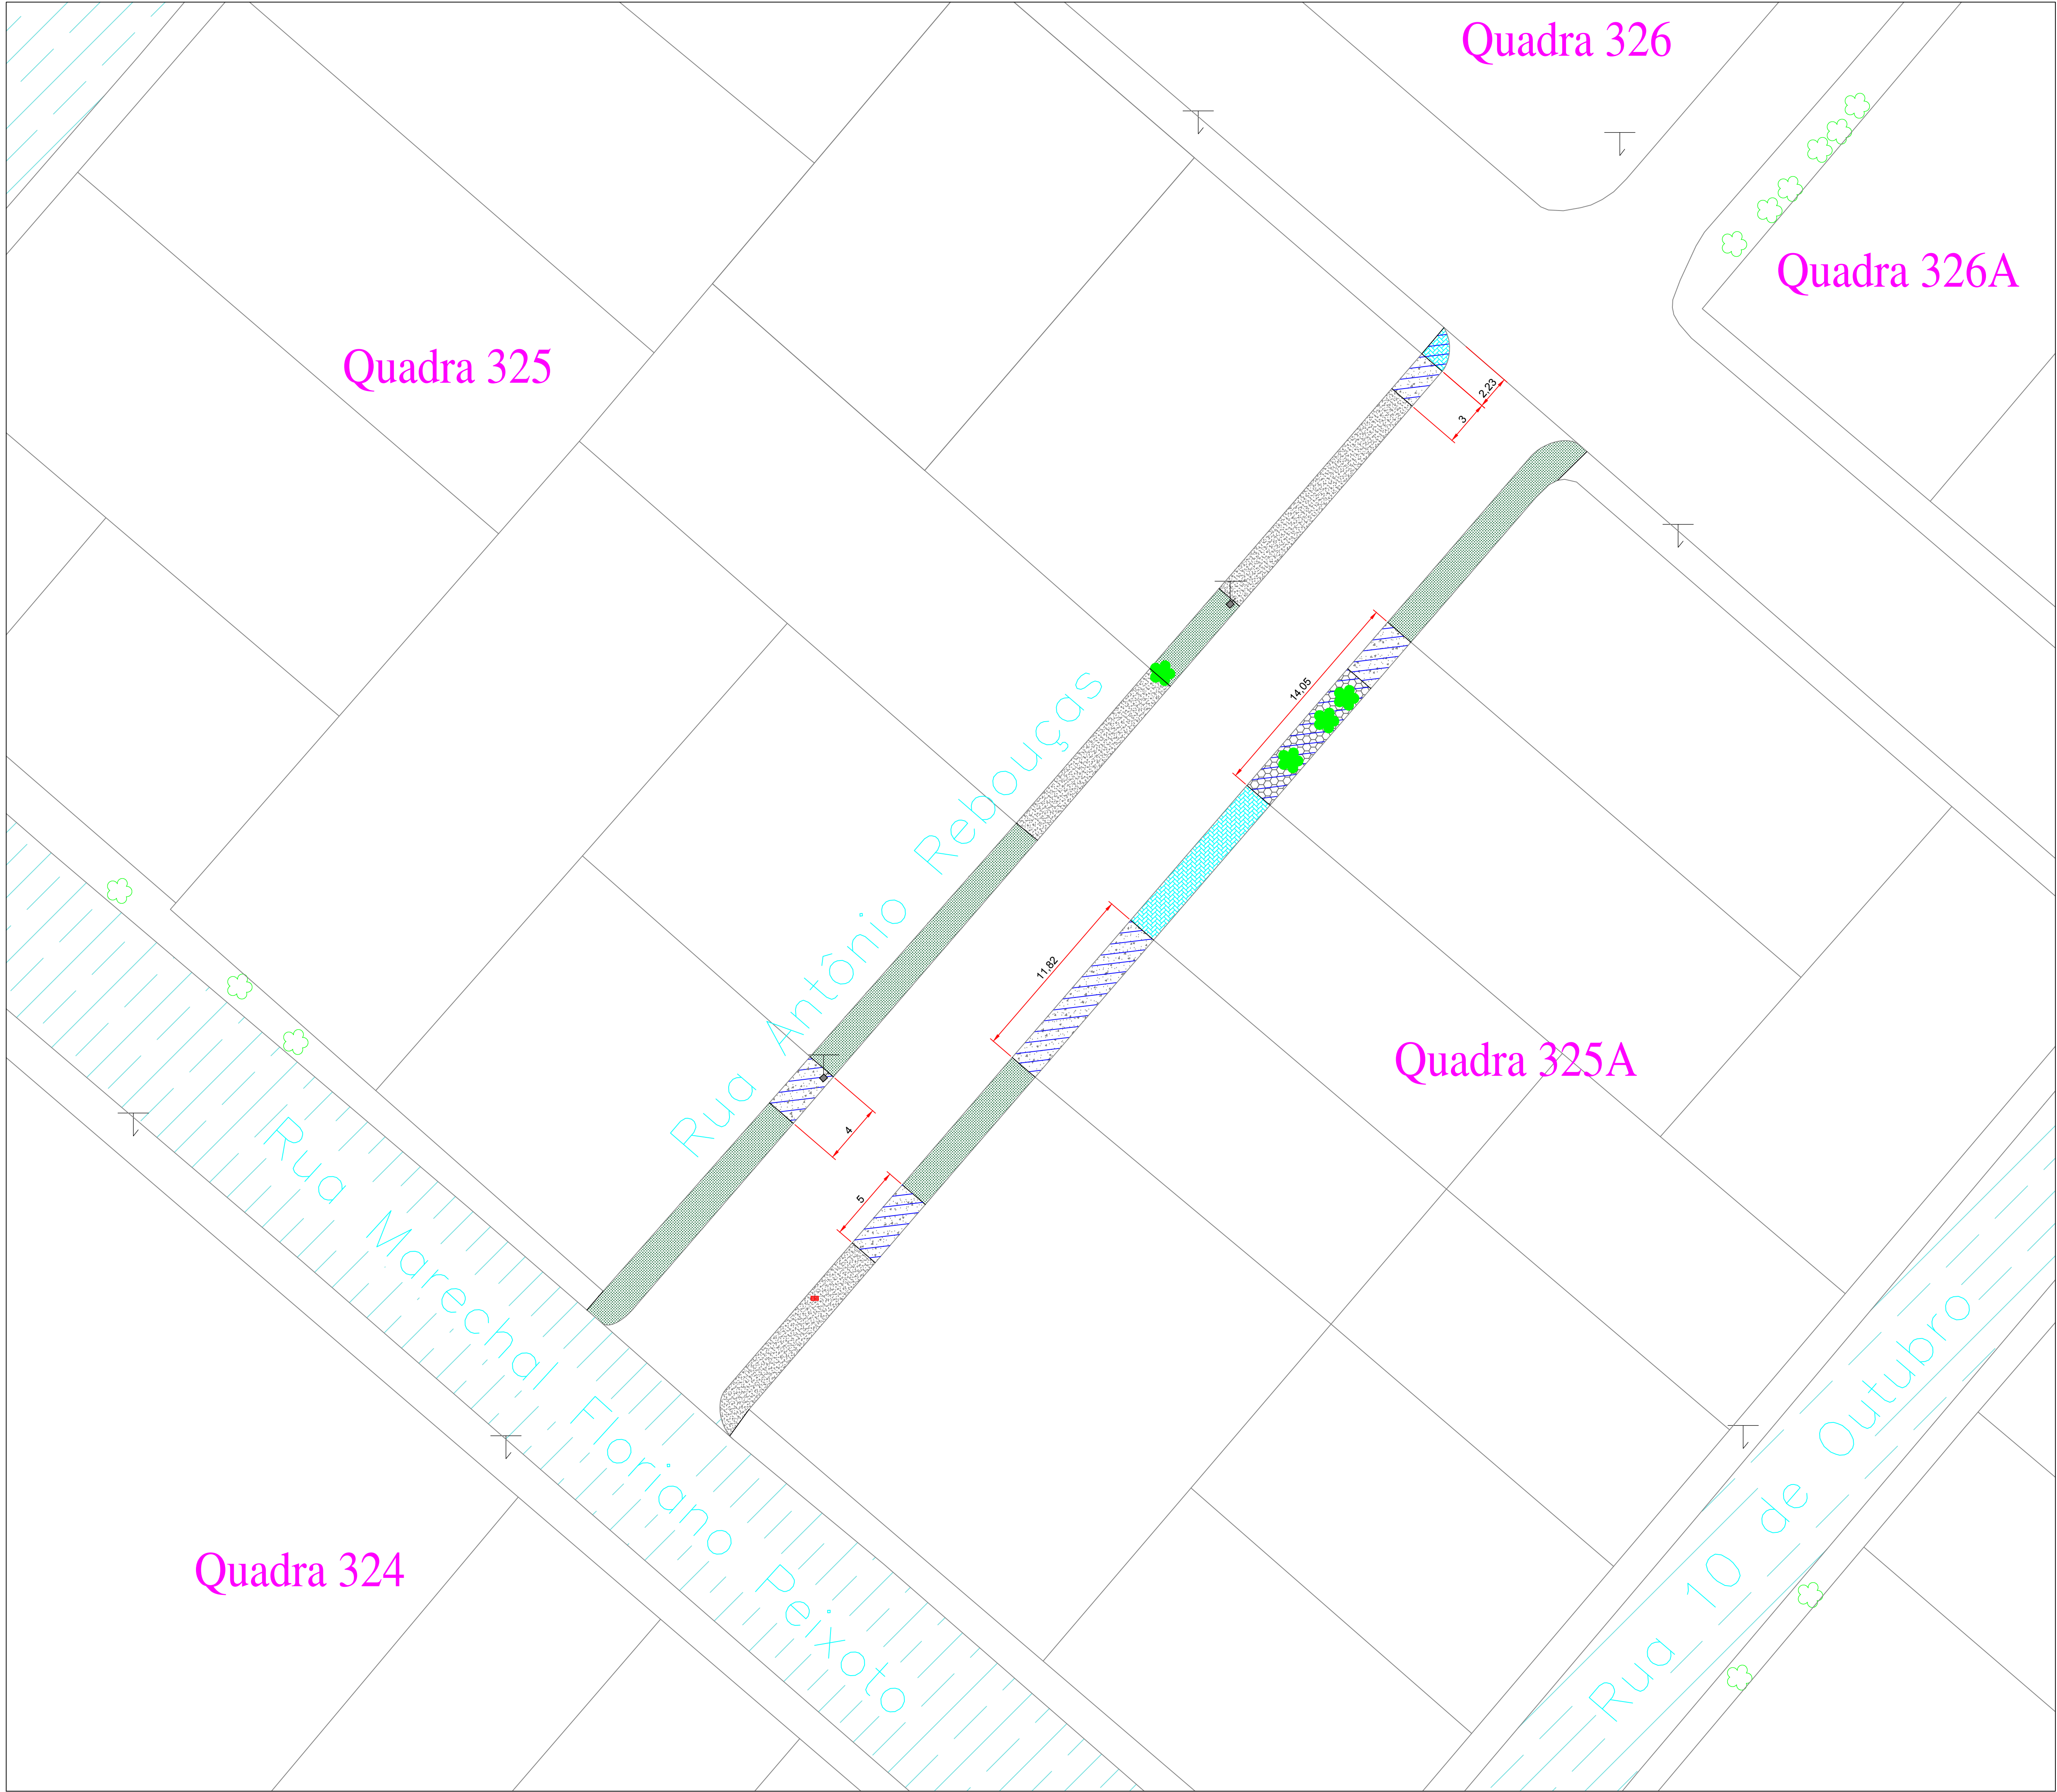 Quadra 326
Quadra 326A
Quadra 325
2,23
3
14,05
Rua Antônio Rebouças
11,82
Quadra 325A
4
5
Rua Marechal Floriano Peixoto
Rua 10 de Outubro
Quadra 324